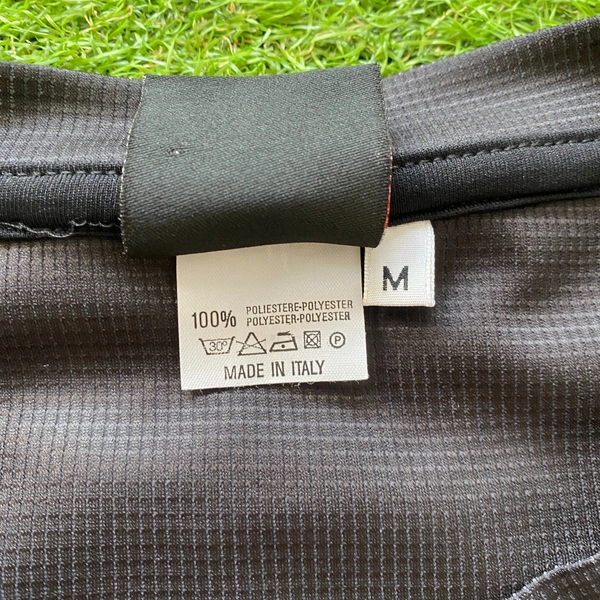 100% POLIESTERE-POLYESTER
POLYESTER-POLYESTER
30° P
MADE IN ITALY
M